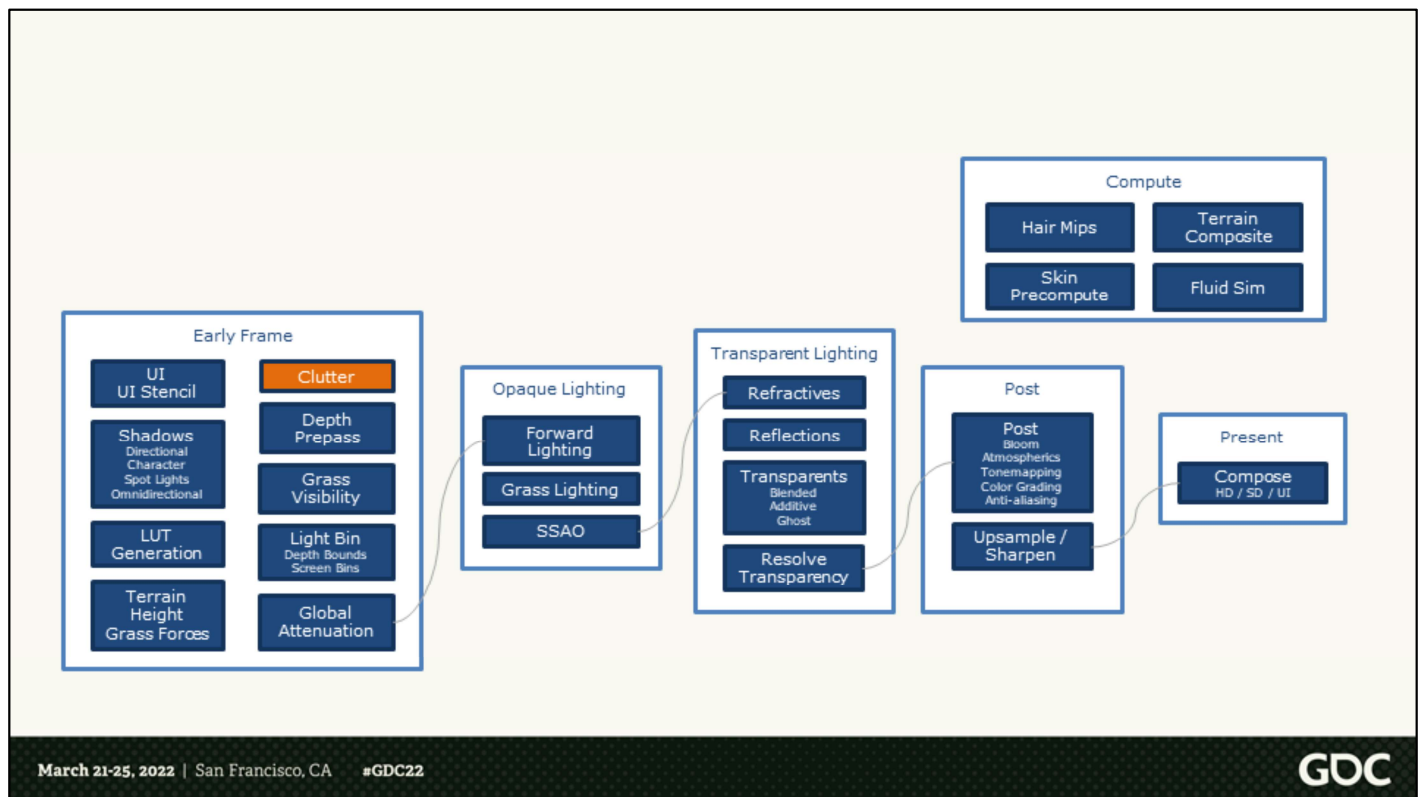 Compute
Hair Mips
Terrain
Composite
Skin
Precompute
Fluid Sim
Early Frame
UI
UI Stencil
Shadows
Directional
Character
Spot Lights
Omnidirectional
LUT
Generation
Terrain
Height
Grass Forces
Clutter
Depth
Prepass
Grass
Visibility
Light Bin
Depth Bounds
Screen Bins
Global
Attenuation
Opaque Lighting
Forward
Lighting
Grass Lighting
SSAO
Transparent Lighting
Refractives
Reflections
Transparents
Blended
Additive
Ghost
Resolve
Transparency
Post
Post
Bloom
Atmospherics
Tonemapping
Color Grading
Anti-aliasing
Upsample /
Sharpen
Present
Compose
HD / SD / UI
March 21-25, 2022 | San Francisco, CA #GDC22
GDC